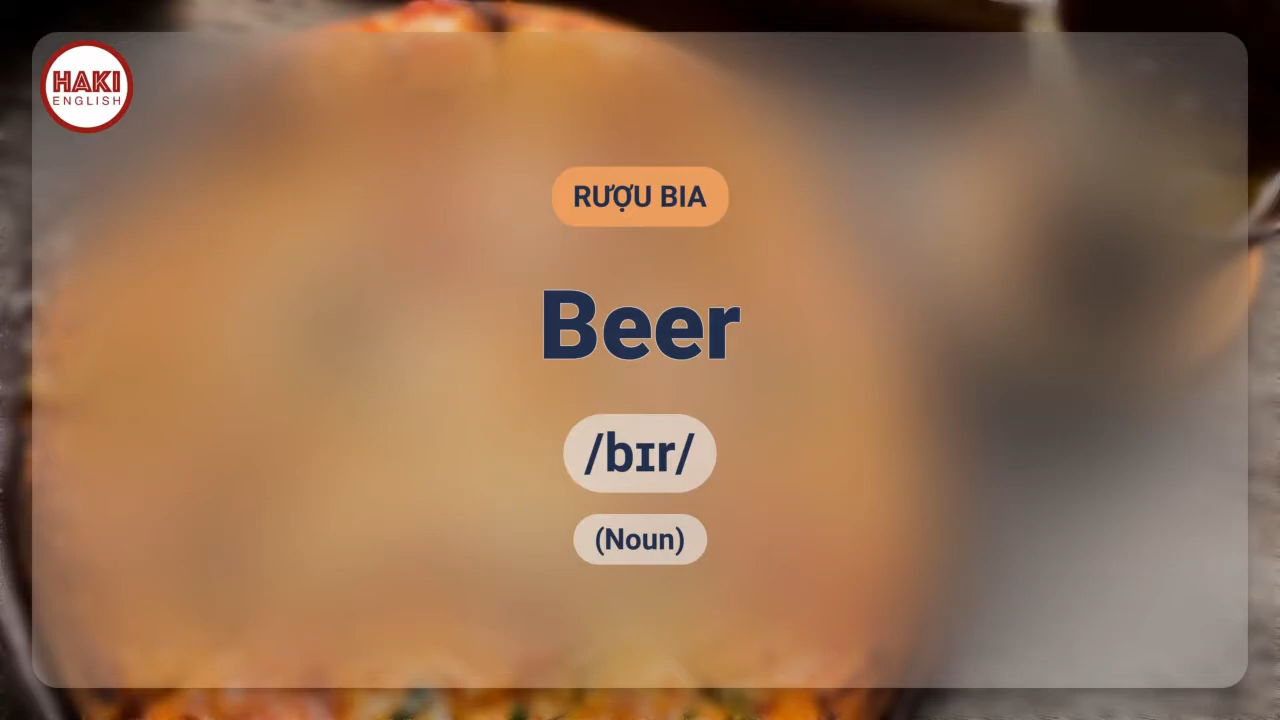 HAKI
ENGLISH
RƯỢU BIA
Beer
/bɪr/
(Noun)